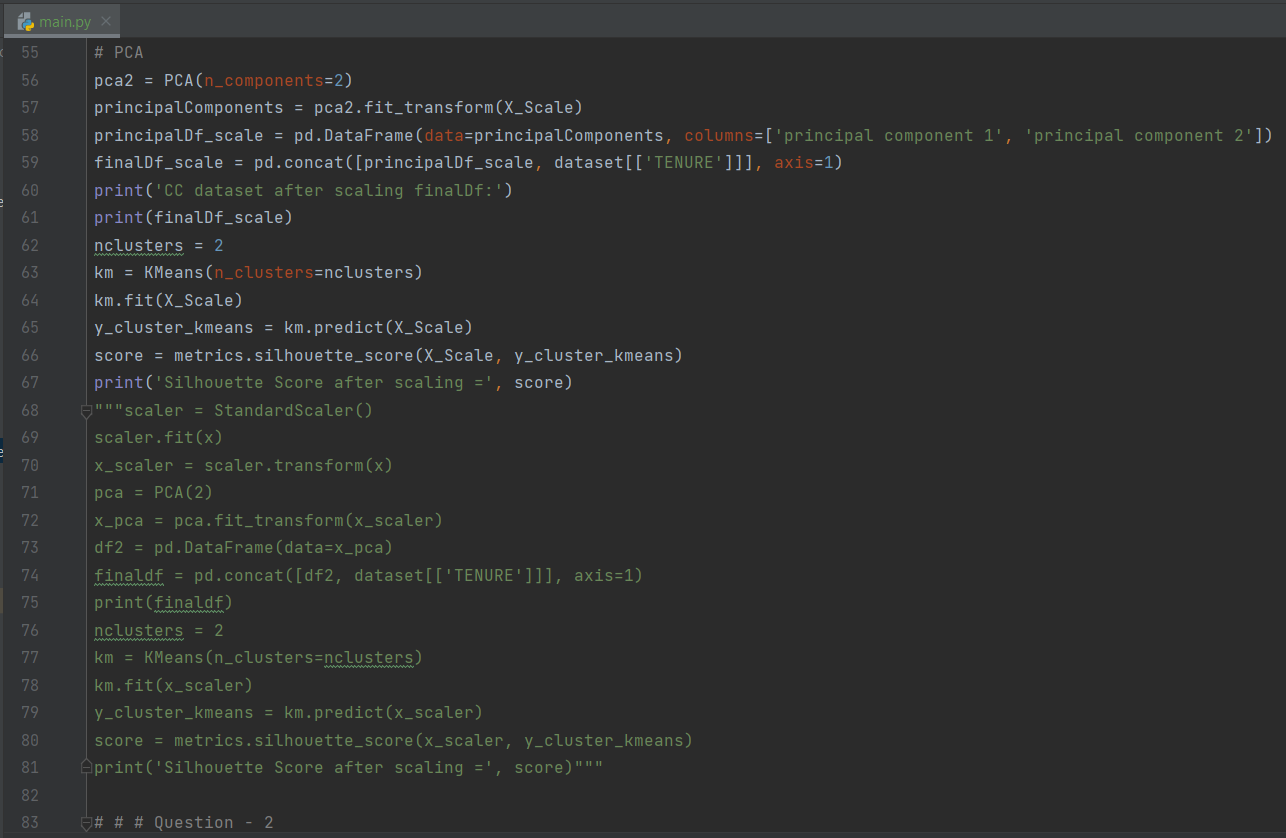 main.py
55 # PCA
56 pca2 = PCA(n_components=2)
57 principalComponents = pca2.fit_transform(X_Scale)
58 principalDf_scale = pd.DataFrame(data=principalComponents, columns=['principal component 1', 'principal component 2'])
59 finalDf_scale = pd.concat([principalDf_scale, dataset[['TENURE']]], axis=1)
60 print('CC dataset after scaling finalDf:')
61 print(finalDf_scale)
62 nclusters = 2
63 km = KMeans(n_clusters=nclusters)
64 km.fit(X_Scale)
65 y_cluster_kmeans = km.predict(X_Scale)
66 score = metrics.silhouette_score(X_Scale, y_cluster_kmeans)
67 print('Silhouette Score after scaling =', score)
68 """scaler = StandardScaler()
69 scaler.fit(x)
70 x_scaler = scaler.transform(x)
71 pca = PCA(2)
72 x_pca = pca.fit_transform(x_scaler)
73 df2 = pd.DataFrame(data=x_pca)
74 finaldf = pd.concat([df2, dataset[['TENURE']]], axis=1)
75 print(finaldf)
76 nclusters = 2
77 km = KMeans(n_clusters=nclusters)
78 km.fit(x_scaler)
79 y_cluster_kmeans = km.predict(x_scaler)
80 score = metrics.silhouette_score(x_scaler, y_cluster_kmeans)
81 print('Silhouette Score after scaling =', score)"""
82
83 # # # Question - 2